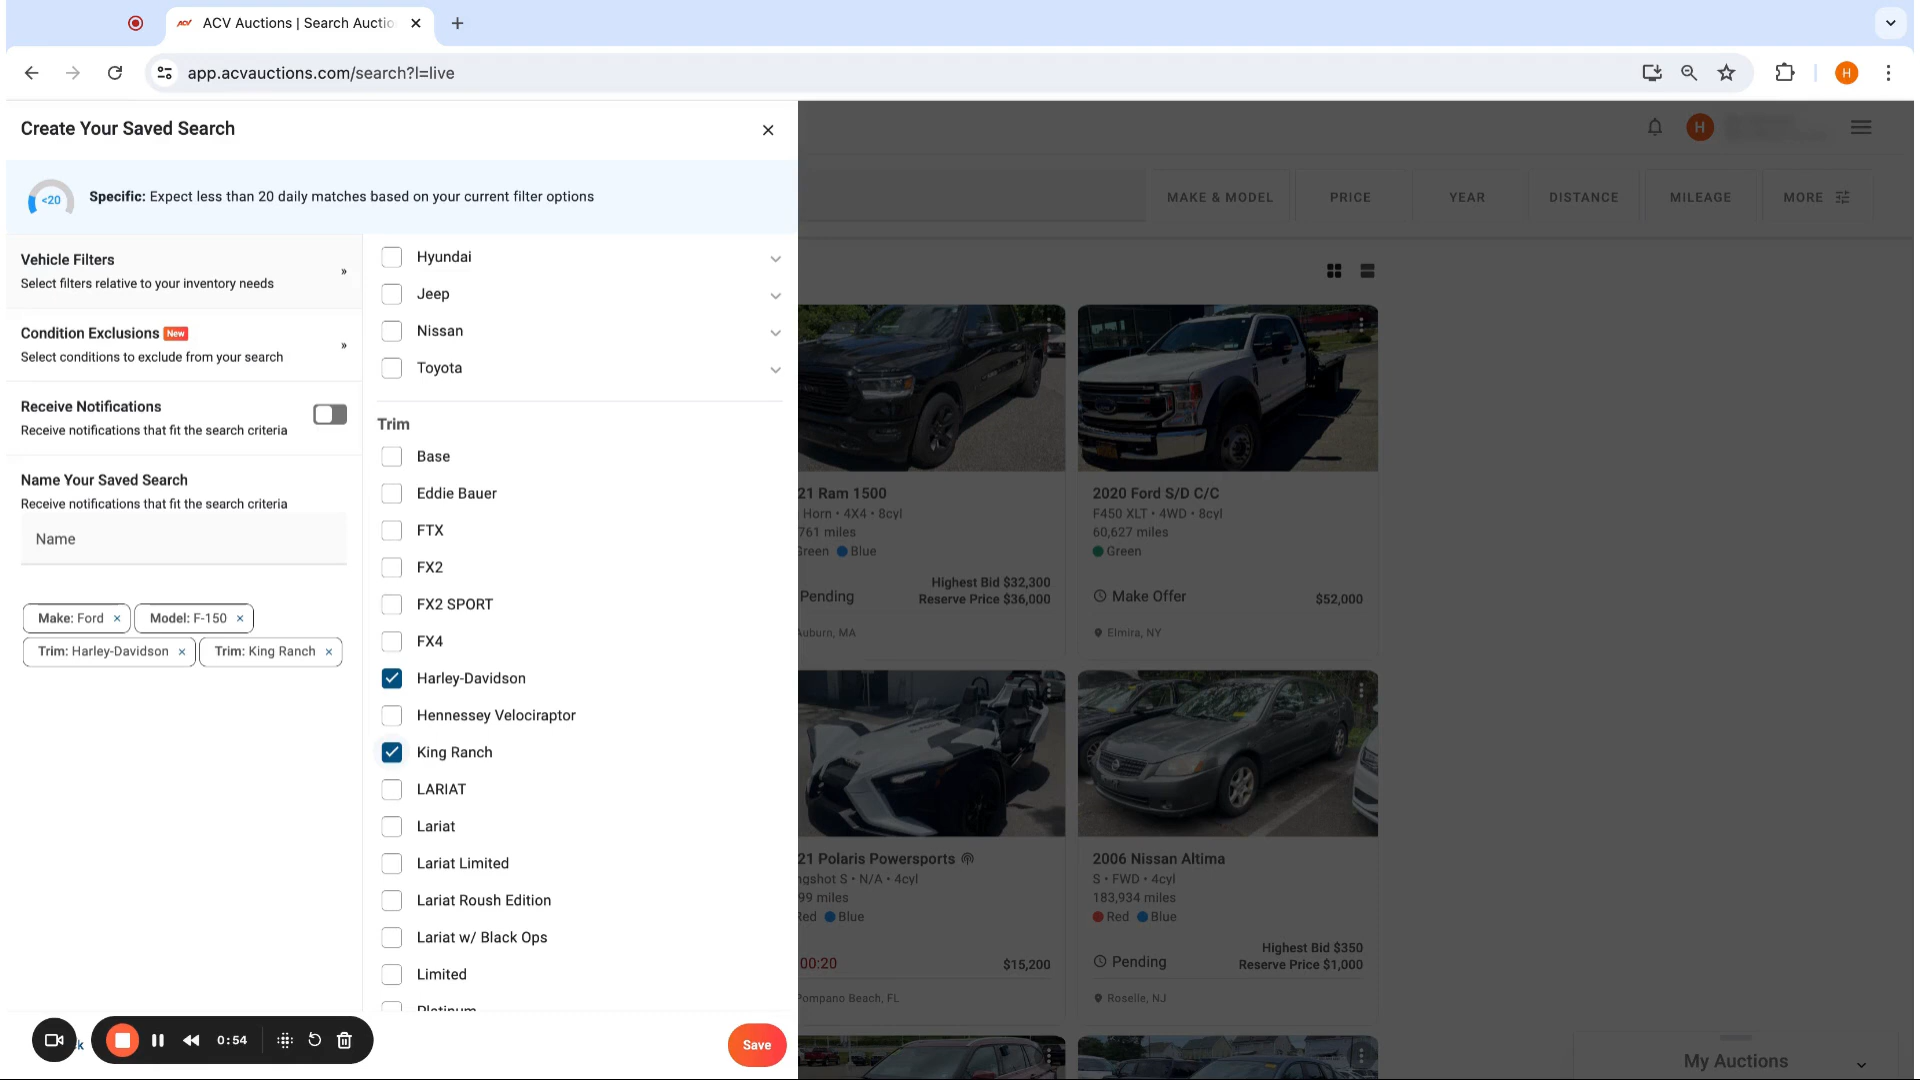 ACV Auctions | Search Auctio
app.acvauctions.com/search?l=live
H
Create Your Saved Search
<20
Specific: Expect less than 20 daily matches based on your current filter options
Vehicle Filters
Select filters relative to your inventory needs
Condition Exclusions New
Select conditions to exclude from your search
Receive Notifications
Receive notifications that fit the search criteria
Name Your Saved Search
Receive notifications that fit the search criteria
Name
Make: Ford
Model: F-150
Trim: Harley-Davidson
Trim: King Ranch
Hyundai
Jeep
Nissan
Toyota
Trim
Base
Eddie Bauer
FTX
FX2
FX2 SPORT
FX4
Harley-Davidson
Hennessey Velociraptor
King Ranch
LARIAT
Lariat
Lariat Limited
Lariat Roush Edition
Lariat w/ Black Ops
Limited
Platinum
0:54
Save
H
MAKE & MODEL
PRICE
YEAR
DISTANCE
MILEAGE
MORE
21 Ram 1500
Horn • 4X4 • 8cyl
761 miles
Green Blue
Highest Bid $32,300
Pending
Reserve Price $36,000
Auburn, MA
2020 Ford S/D C/C
F450 XLT • 4WD • 8cyl
60,627 miles
Green
Make Offer
$52,000
Elmira, NY
21 Polaris Powersports
ngshot S • N/A • 4cyl
99 miles
Red Blue
00:20
$15,200
Pompano Beach, FL
2006 Nissan Altima
S • FWD • 4cyl
183,934 miles
Red Blue
Highest Bid $350
Pending
Reserve Price $1,000
Roselle, NJ
My Auctions